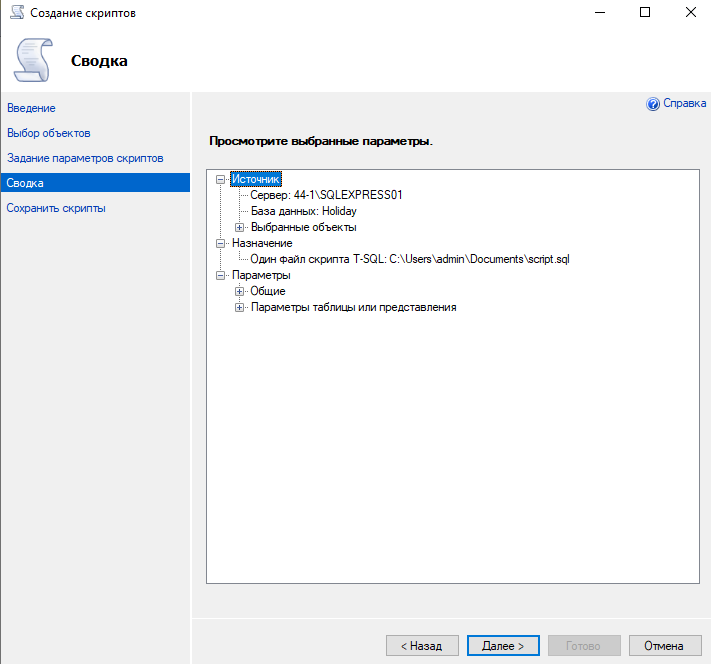 Создание скриптов
Сводка
Введение
Выбор объектов
Задание параметров скриптов
Сводка
Сохранить скрипты
Справка
Просмотрите выбранные параметры.
Источник
Сервер: 44-1\SQLEXPRESS01
База данных: Holiday
Выбранные объекты
Назначение
Один файл скрипта T-SQL: C:\Users\admin\Documents\script.sql
Параметры
Общие
Параметры таблицы или представления
< Назад
Далее >
Готово
Отмена